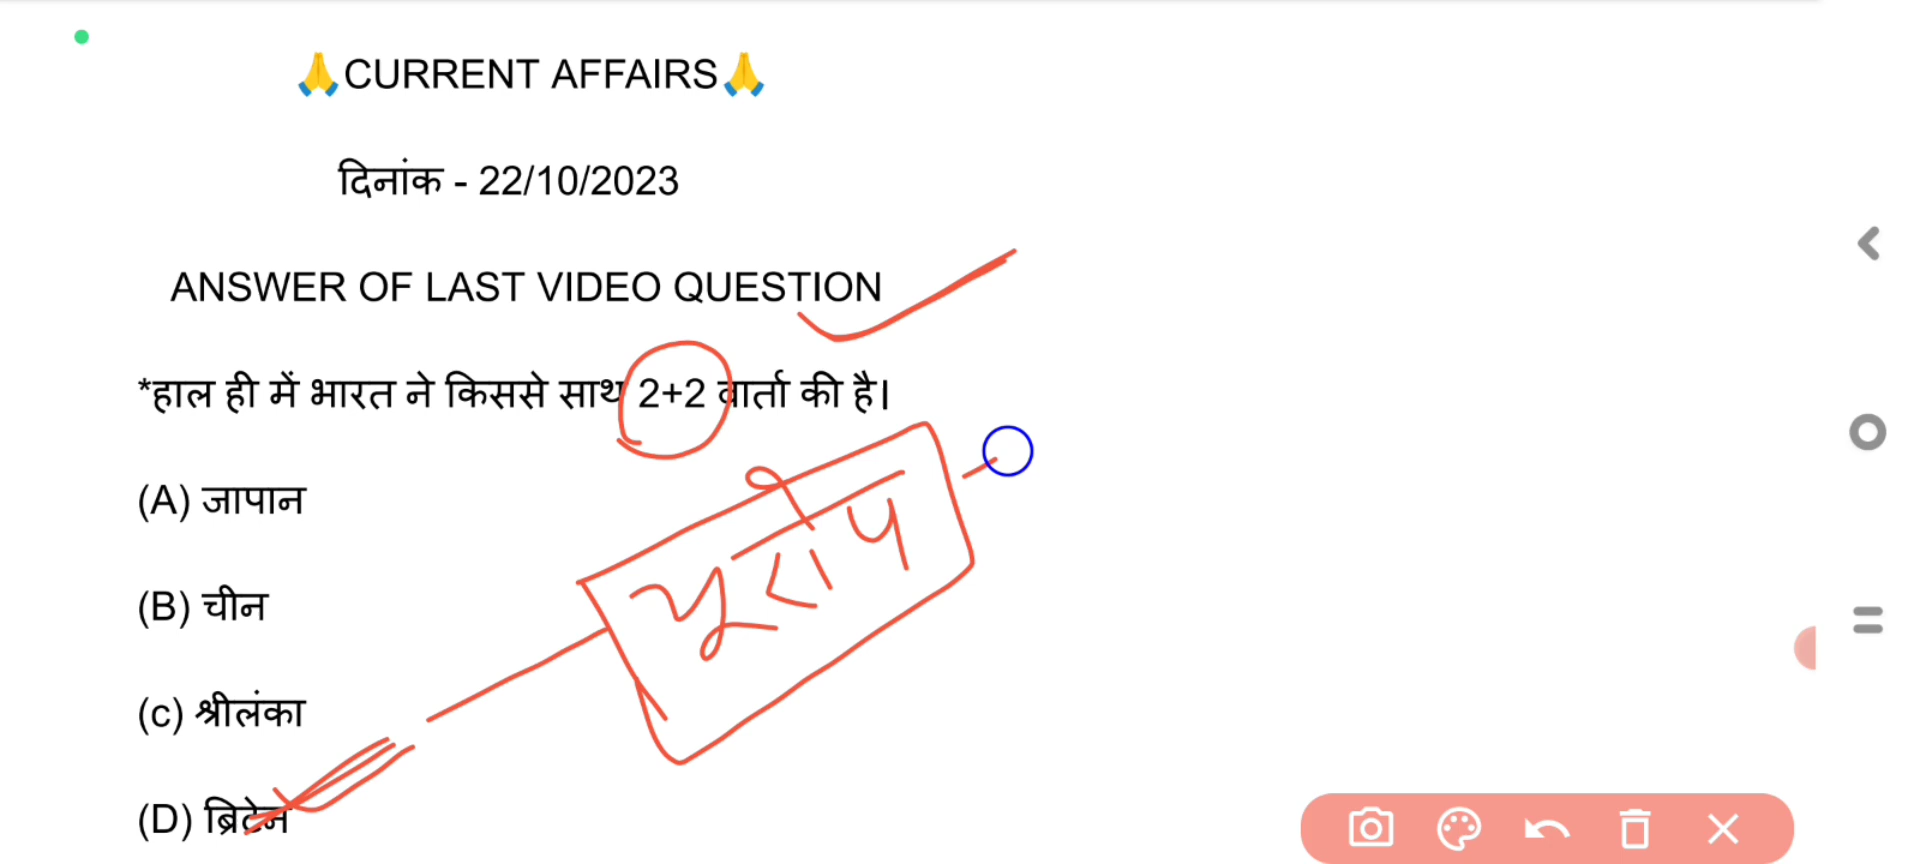 🙏CURRENT AFFAIRS🙏
दिनांक - 22/10/2023
ANSWER OF LAST VIDEO QUESTION
*हाल ही में भारत ने किससे साथ 2+2 वार्ता की है।
(A) जापान
(B) चीन
(c) श्रीलंका
(D) ब्रिटेन
यूरोप